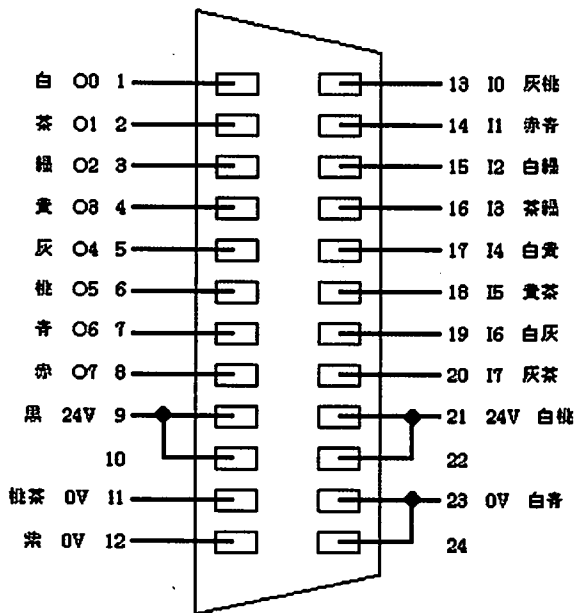 白 O0 1
茶 O1 2
緑 O2 3
黄 O3 4
灰 O4 5
桃 O5 6
青 O6 7
赤 O7 8
黒 24V 9
10
桃茶 0V 11
紫 0V 12
13 I0 灰桃
14 I1 赤青
15 I2 白緑
16 I3 茶緑
17 I4 白黄
18 I5 黄茶
19 I6 白灰
20 I7 灰茶
21 24V 白桃
22
23 0V 白青
24